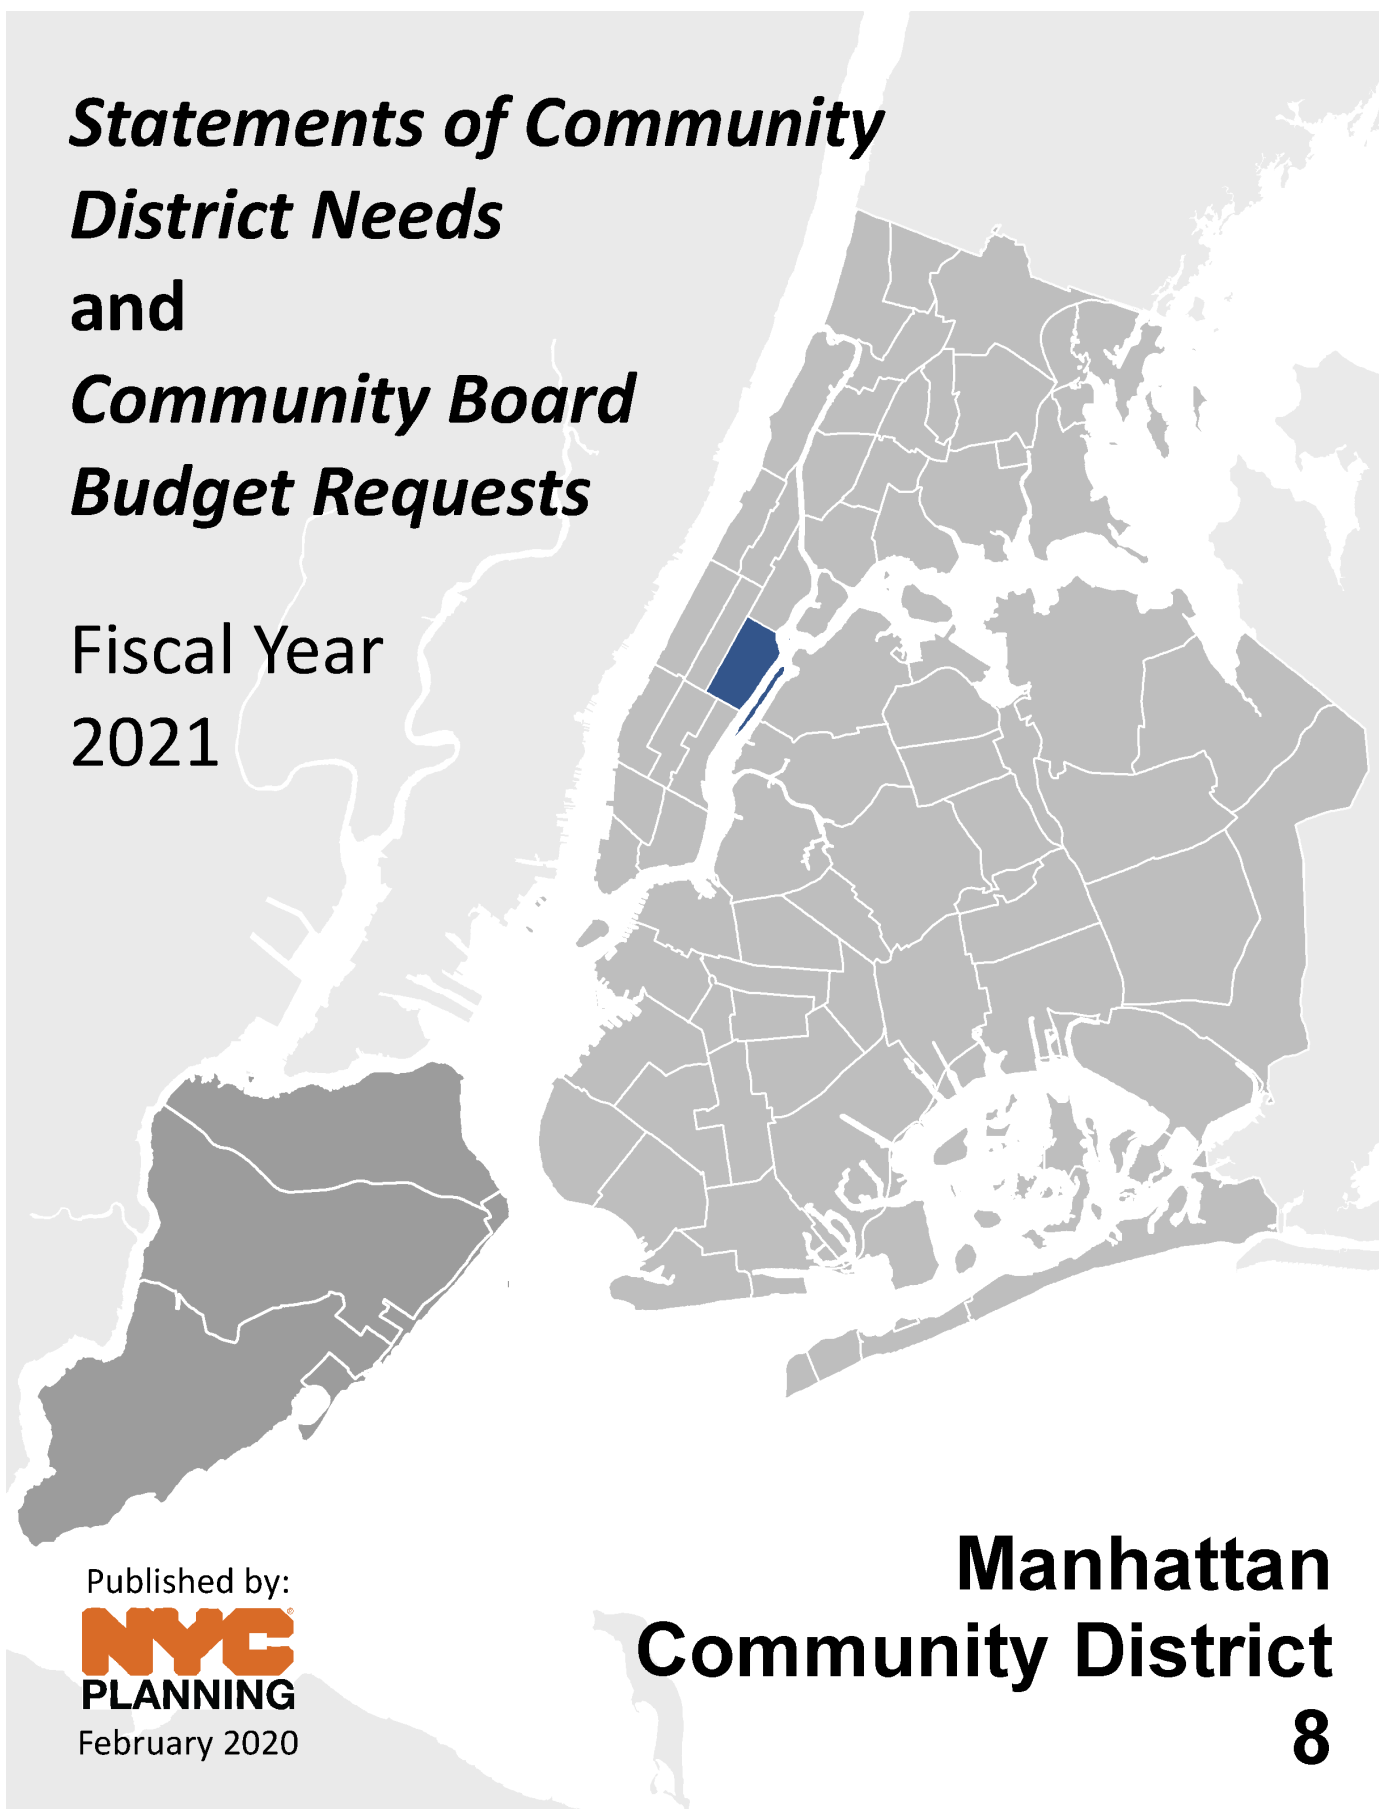 Statements of Community
District Needs
and
Community Board
Budget Requests
Fiscal Year
2021
Published by:
NYC®
PLANNING
February 2020
Manhattan
Community District
8